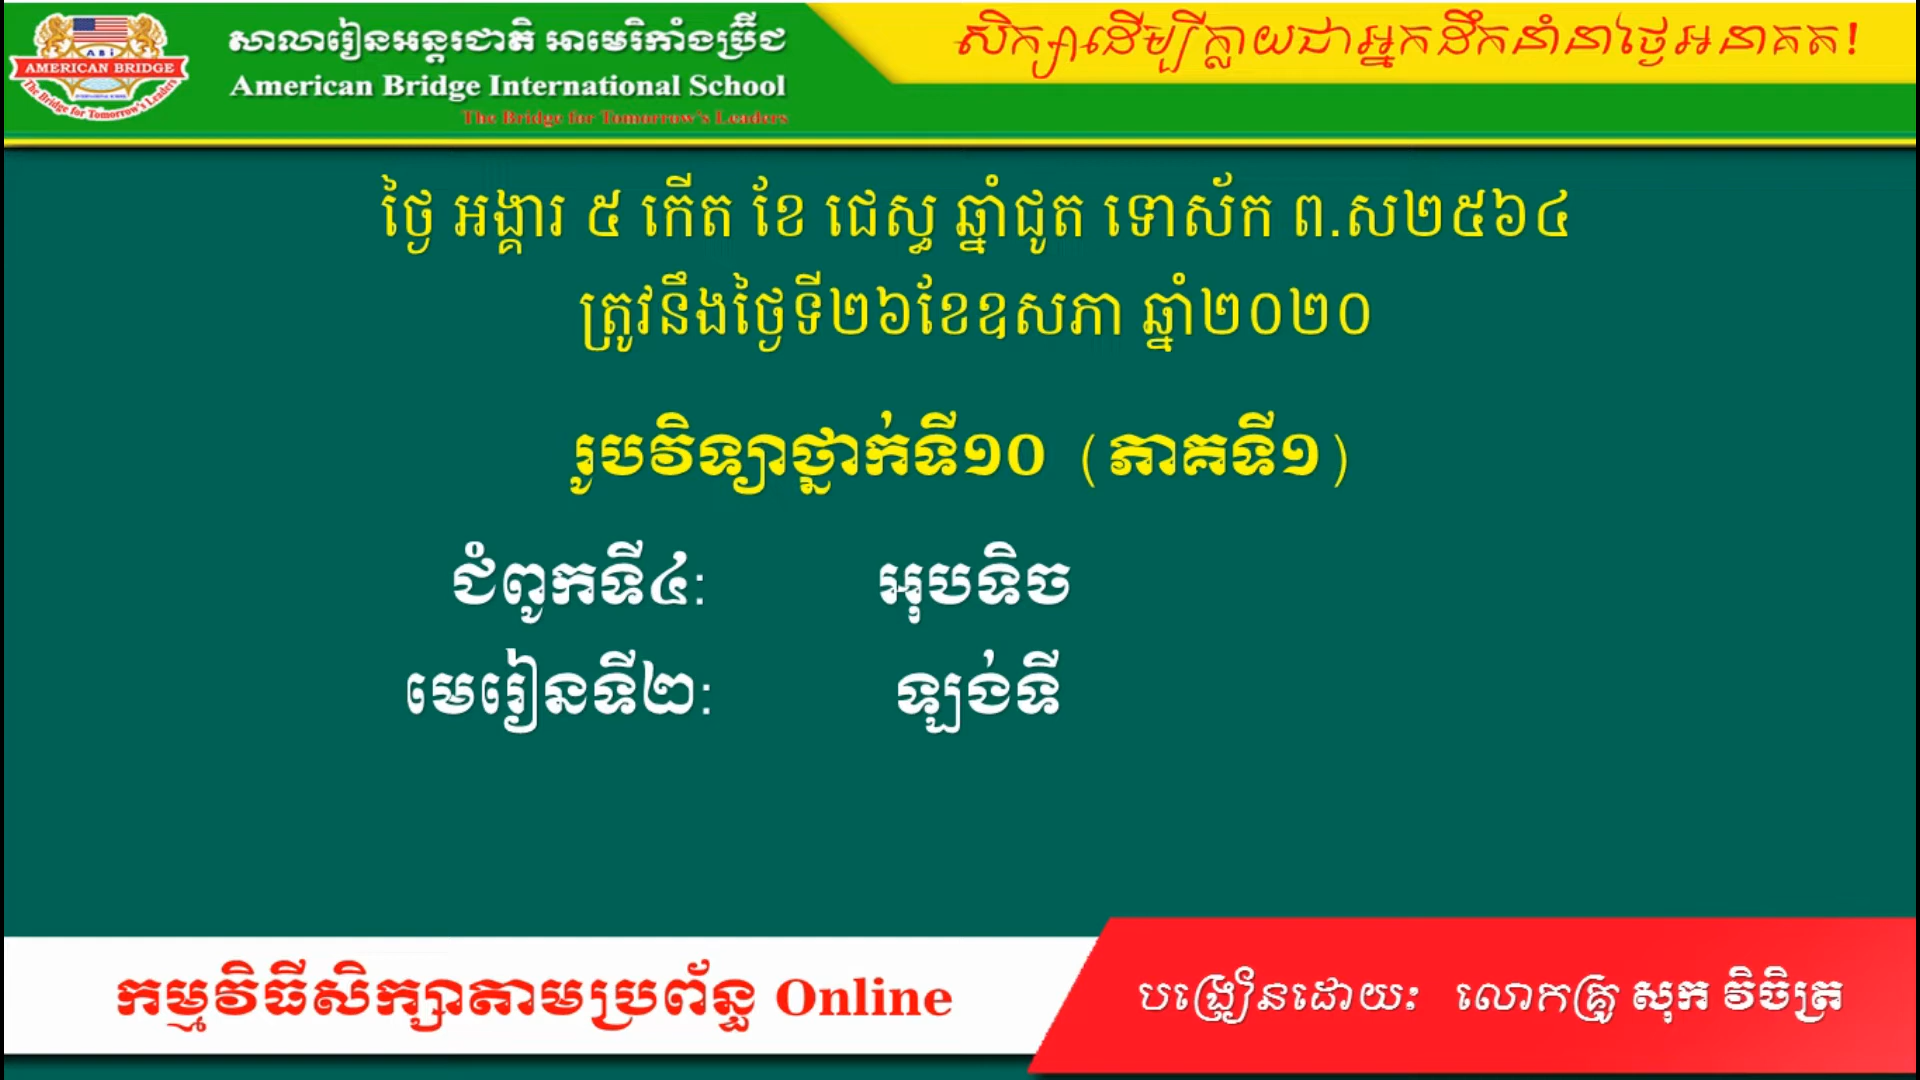 សាលារៀនអន្តរជាតិ អាមេរិកាំងប្រ៊ីជ
American Bridge International School
The Bridge for Tomorrow's Leaders
ABi
AMERICAN BRIDGE
The Bridge for Tomorrow's Leaders
សិក្សាដើម្បីក្លាយជាអ្នកដឹកនាំនាថ្ងៃអនាគត!
ថ្ងៃ អង្គារ ៥ កើត ខែ ជេស្ឋ ឆ្នាំជូត ទោស័ក ព.ស២៥៦៤
ត្រូវនឹងថ្ងៃទី២៦ខែឧសភា ឆ្នាំ២០២០
រូបវិទ្យាថ្នាក់ទី១០ (ភាគទី១)
ជំពូកទី៤: អុបទិច
មេរៀនទី២: ឡង់ទី
កម្មវិធីសិក្សាតាមប្រព័ន្ធ Online
បង្រៀនដោយៈ លោកគ្រូ សុក វិចិត្រ